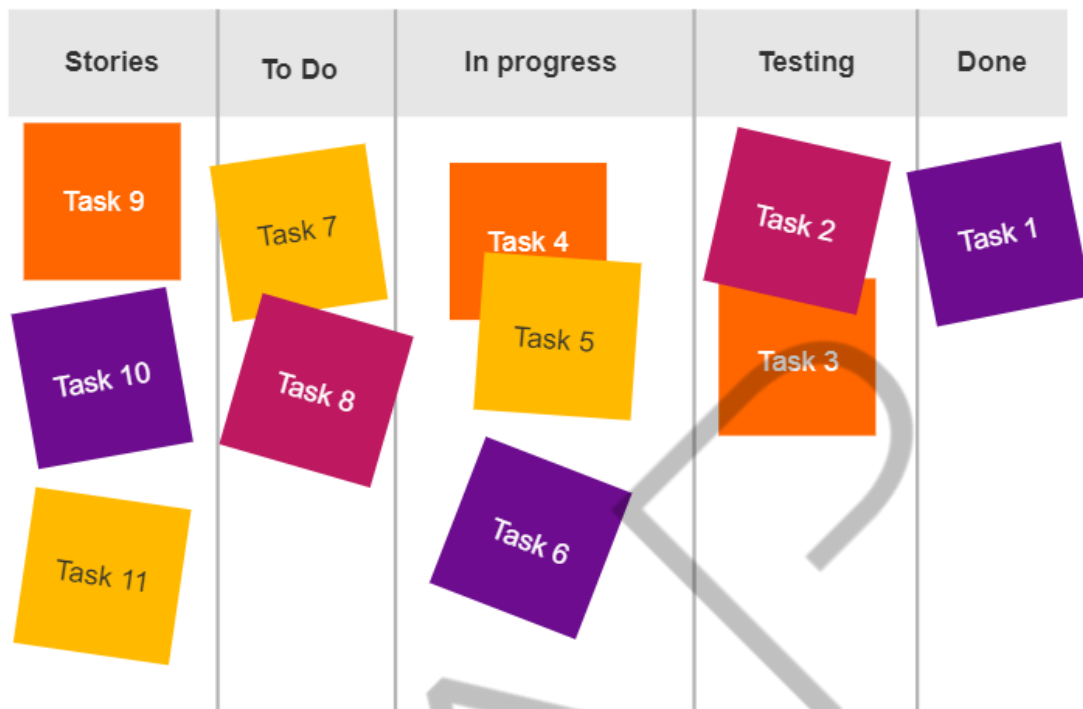 Stories
To Do
In progress
Testing
Done
Task 9
Task 10
Task 11
Task 7
Task 8
Task 4
Task 5
Task 6
Task 2
Task 3
Task 1